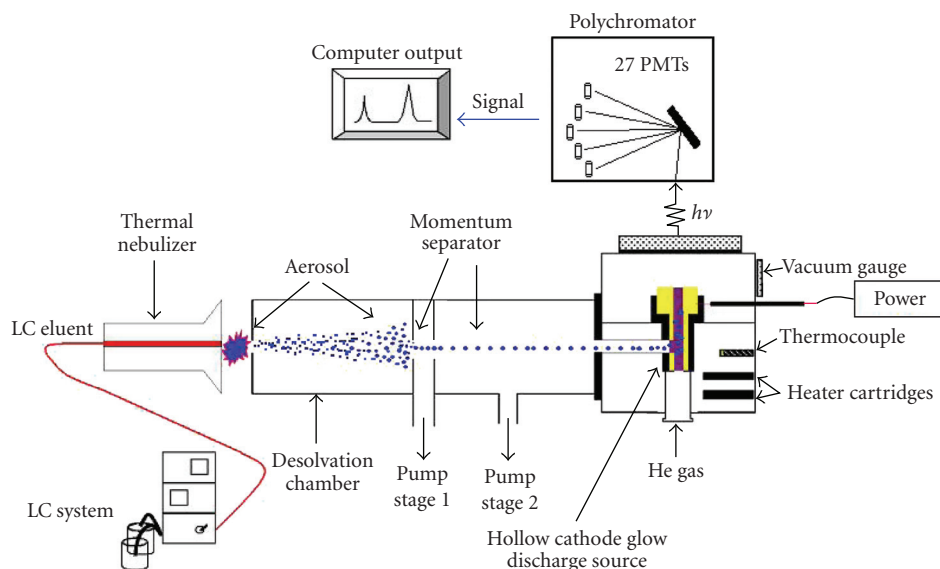 Polychromator
27 PMTs
Computer output
Signal
hν
Thermal
nebulizer
Momentum
separator
Aerosol
Vacuum gauge
Power
LC eluent
Thermocouple
Heater cartridges
Desolvation
chamber
Pump
stage 1
Pump
stage 2
He gas
LC system
Hollow cathode glow
discharge source